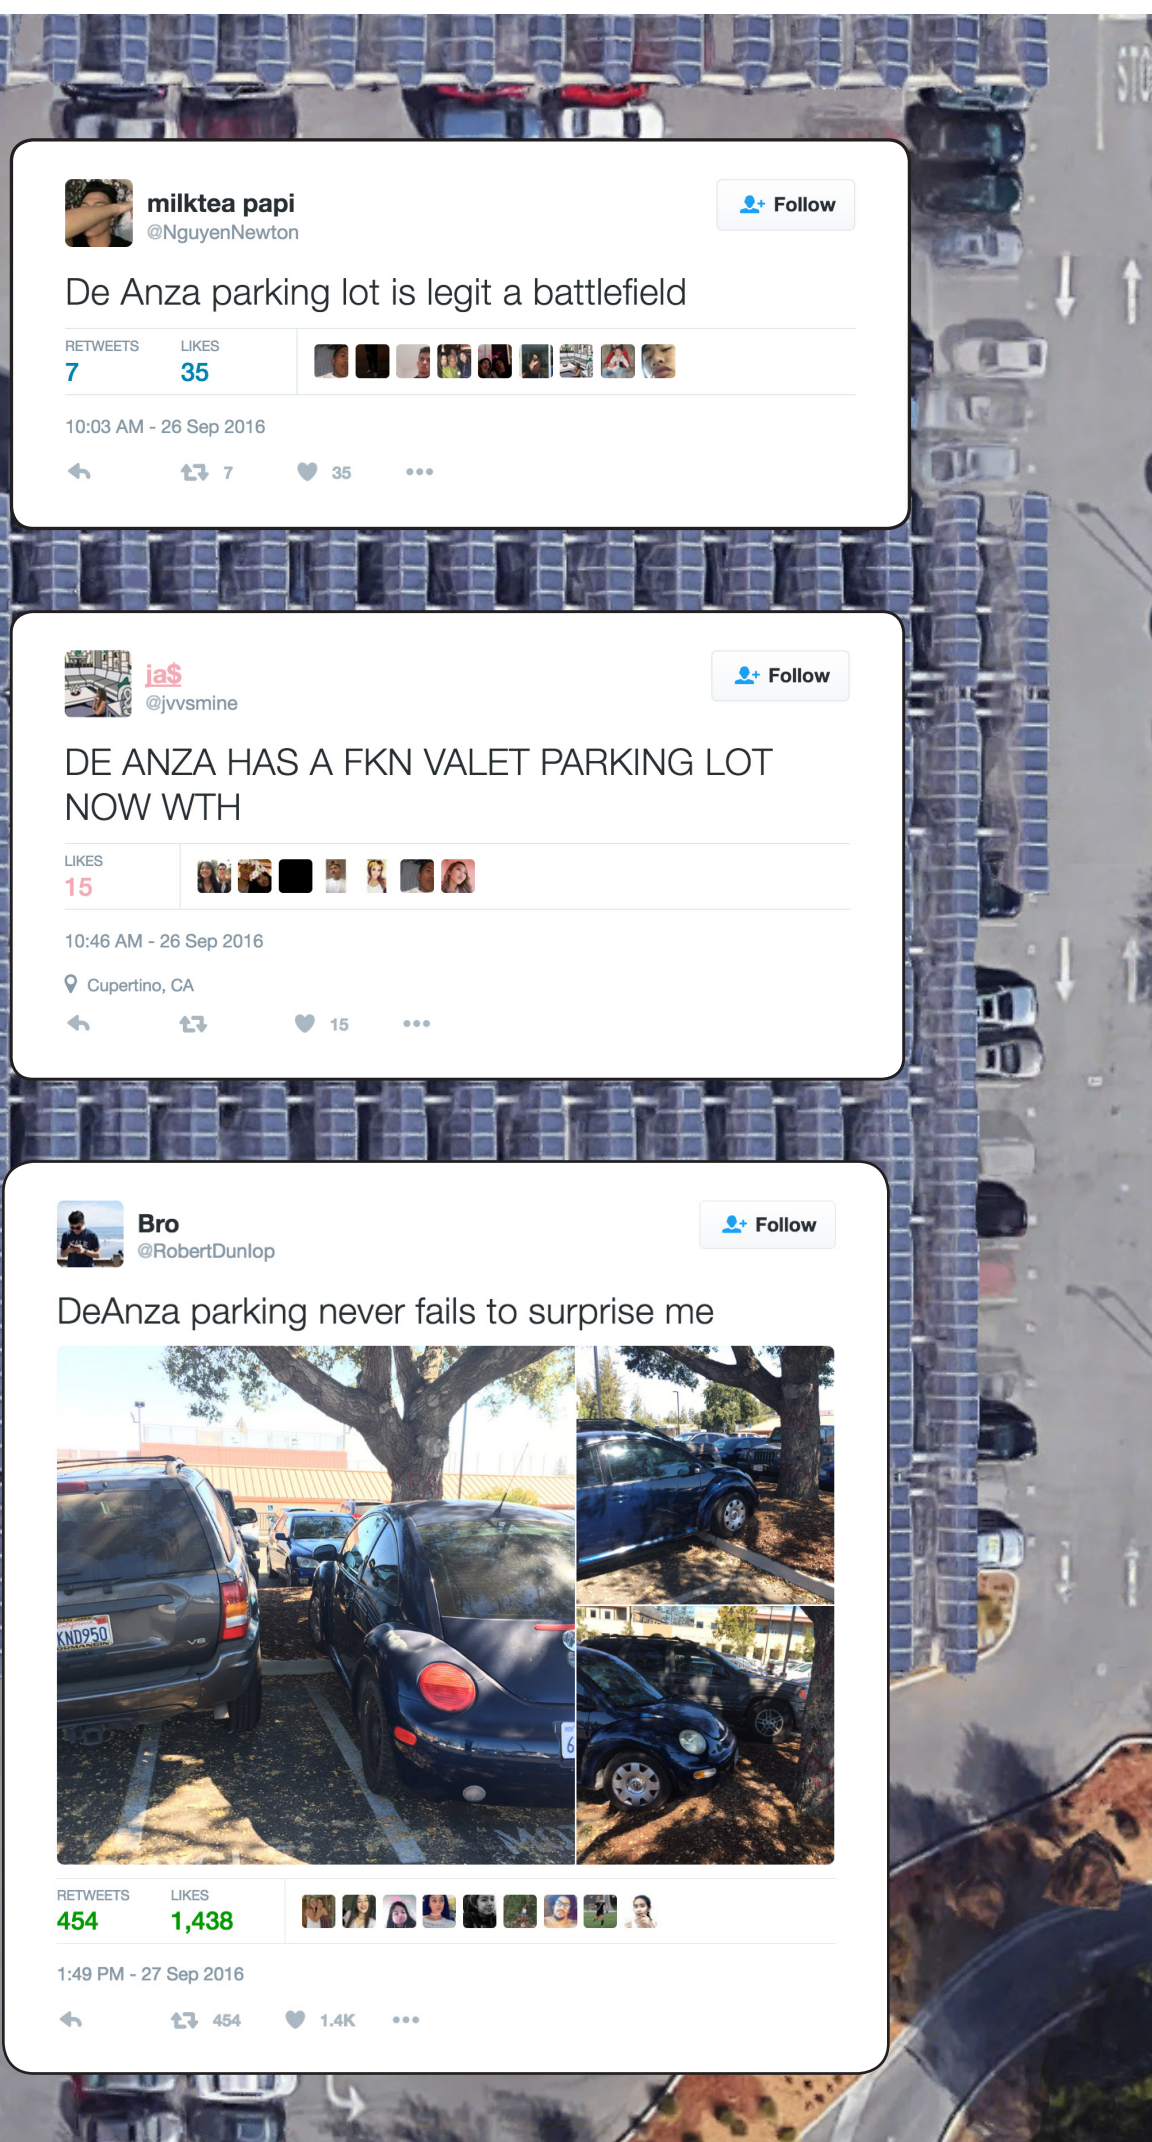 STO
milktea papi
@NguyenNewton
Follow
De Anza parking lot is legit a battlefield
RETWEETS LIKES
7 35
10:03 AM - 26 Sep 2016
7 35
ja$
@jvvsmine
Follow
DE ANZA HAS A FKN VALET PARKING LOT
NOW WTH
LIKES
15
10:46 AM - 26 Sep 2016
Cupertino, CA
15
Bro
@RobertDunlop
Follow
DeAnza parking never fails to surprise me
KND950
V8
6
RETWEETS LIKES
454 1,438
1:49 PM - 27 Sep 2016
454 1.4K